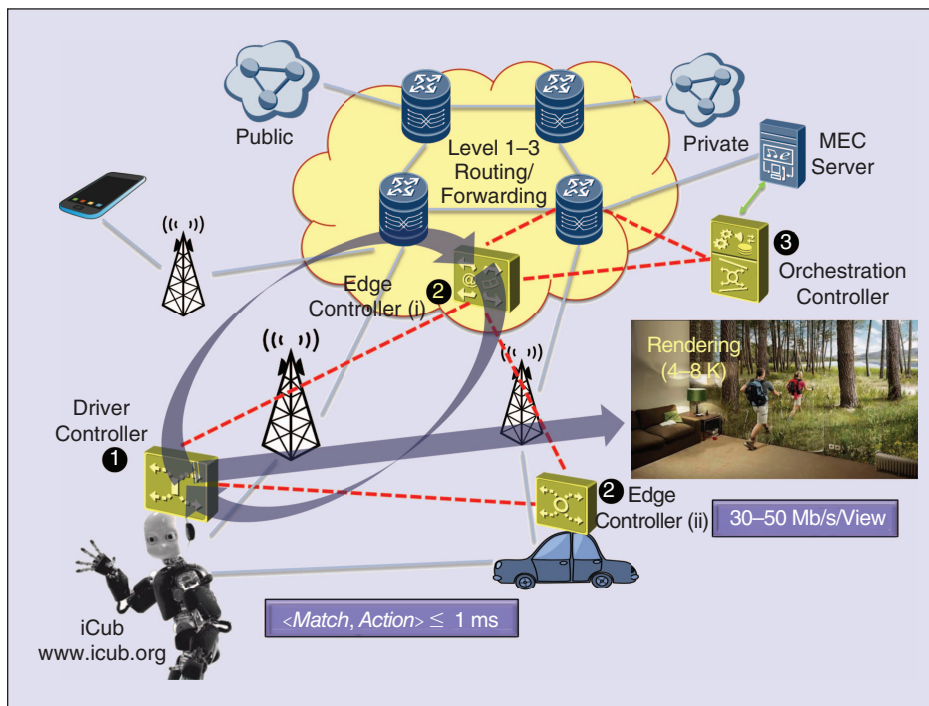 Public
Private
MEC
Server
Level 1–3
Routing/
Forwarding
3
Orchestration
Controller
Edge
Controller (i)
2
Rendering
(4–8 K)
Driver
Controller
1
2
Edge
Controller (ii)
30–50 Mb/s/View
<Match, Action> ≤ 1 ms
iCub
www.icub.org